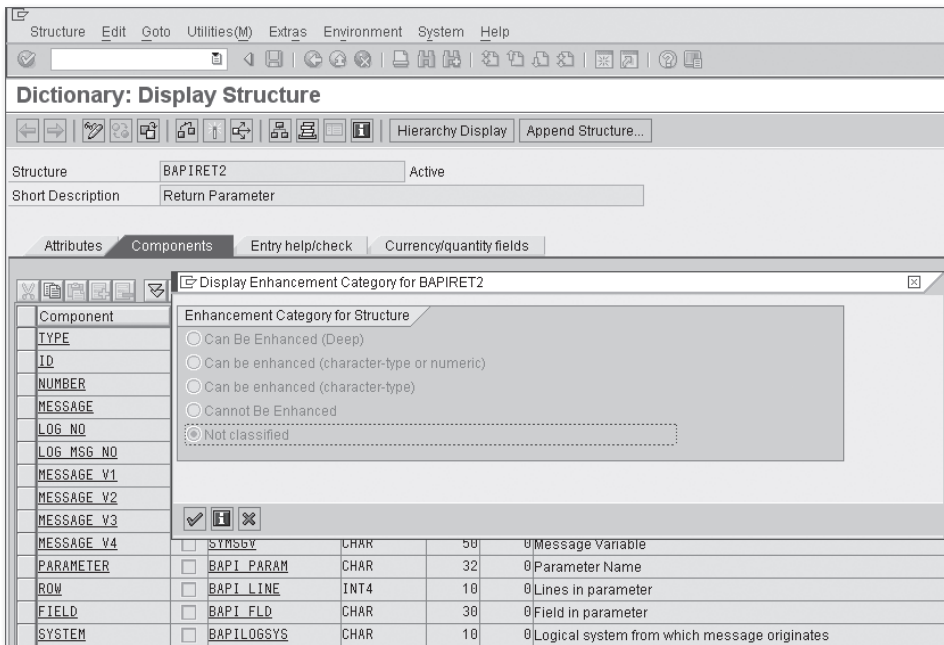 Structure Edit Goto Utilities(M) Extras Environment System Help
Dictionary: Display Structure
Hierarchy Display Append Structure...
Structure BAPIRET2 Active
Short Description Return Parameter
Attributes Components Entry help/check Currency/quantity fields
Display Enhancement Category for BAPIRET2
Component Enhancement Category for Structure
TYPE Can Be Enhanced (Deep)
ID Can be enhanced (character-type or numeric)
NUMBER Can be enhanced (character-type)
MESSAGE Cannot Be Enhanced
LOG_NO Not classified
LOG_MSG_NO
MESSAGE_V1
MESSAGE_V2
MESSAGE_V3
MESSAGE_V4 SYMSGV CHAR 50 0 Message Variable
PARAMETER BAPI_PARAM CHAR 32 0 Parameter Name
ROW BAPI_LINE INT4 10 0 Lines in parameter
FIELD BAPI_FLD CHAR 30 0 Field in parameter
SYSTEM BAPILOGSYS CHAR 10 0 Logical system from which message originates